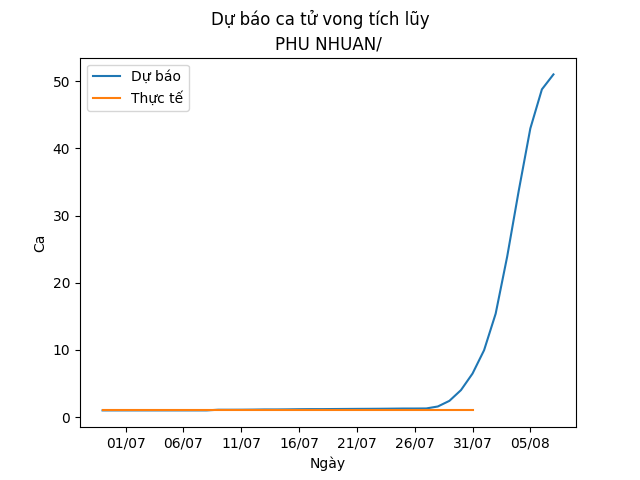 Dự báo ca tử vong tích lũy
PHU NHUAN/
Dự báo
Thực tế
50
40
30
20
10
0
Ca
01/07 06/07 11/07 16/07 21/07 26/07 31/07 05/08
Ngày